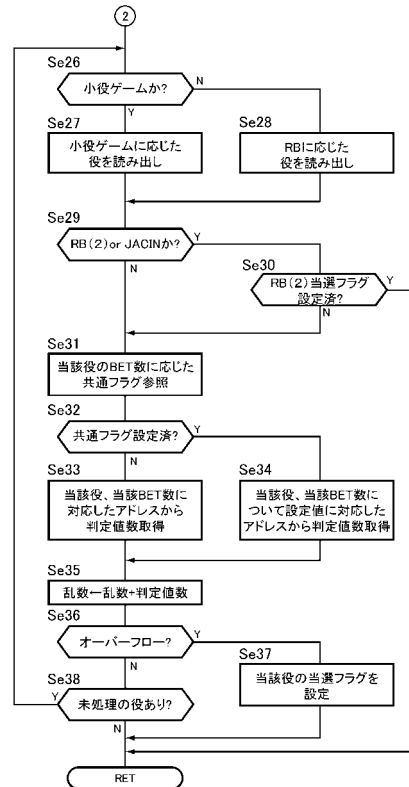 2
Se26
小役ゲームか?
N
Y
Se27
小役ゲームに応じた
役を読み出し
Se28
RBに応じた
役を読み出し
Se29
RB(2)or JACINか?
Y
N
Se30
RB(2)当選フラグ
設定済?
Y
N
Se31
当該役のBET数に応じた
共通フラグ参照
Se32
共通フラグ設定済?
Y
N
Se33
当該役、当該BET数に
対応したアドレスから
判定値数取得
Se34
当該役、当該BET数に
ついて設定値に対応した
アドレスから判定値数取得
Se35
乱数←乱数+判定値数
Se36
オーバーフロー?
Y
N
Se37
当該役の当選フラグを
設定
Se38
Y
未処理の役あり?
N
RET